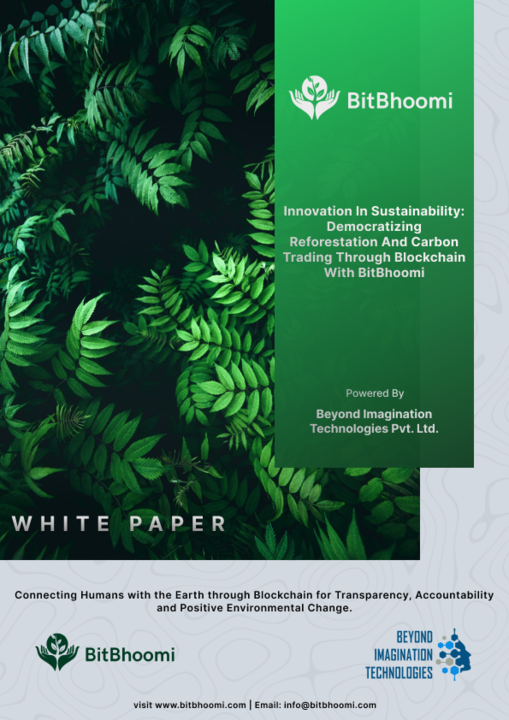 BitBhoomi
Innovation In Sustainability:
Democratizing
Reforestation And Carbon
Trading Through Blockchain
With BitBhoomi
Powered By
Beyond Imagination
Technologies Pvt. Ltd.
WHITE PAPER
Connecting Humans with the Earth through Blockchain for Transparency, Accountability
and Positive Environmental Change.
BitBhoomi
BEYOND
IMAGINATION
TECHNOLOGIES
visit www.bitbhoomi.com | Email: info@bitbhoomi.com